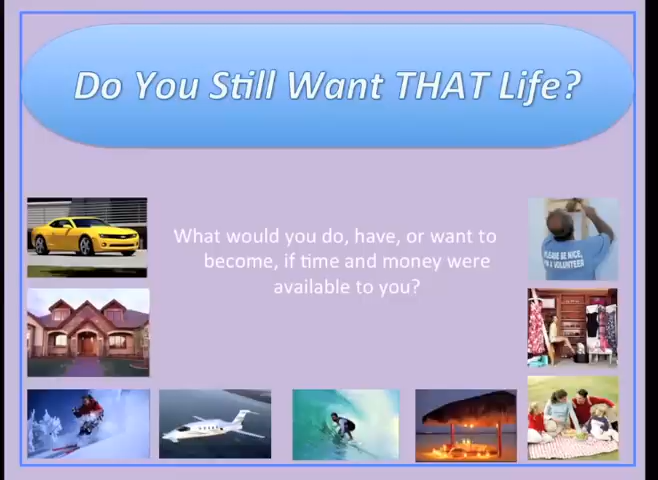 Do You Still Want THAT Life?
What would you do, have, or want to
become, if time and money were
available to you?
PLEASE BE NICE,
I'M A VOLUNTEER